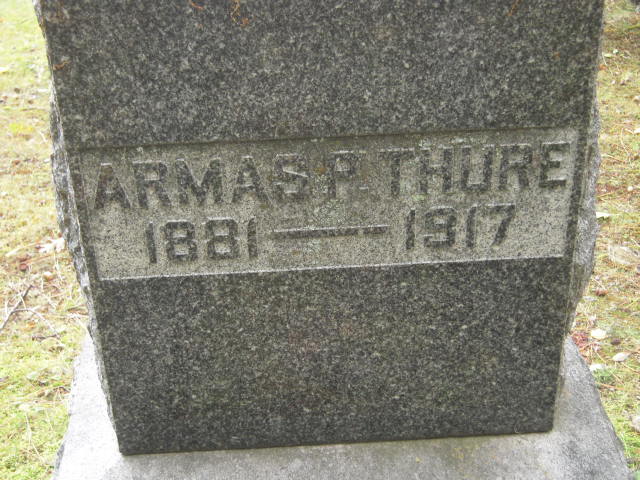 ARMAS P. THURE
1881 — 1917